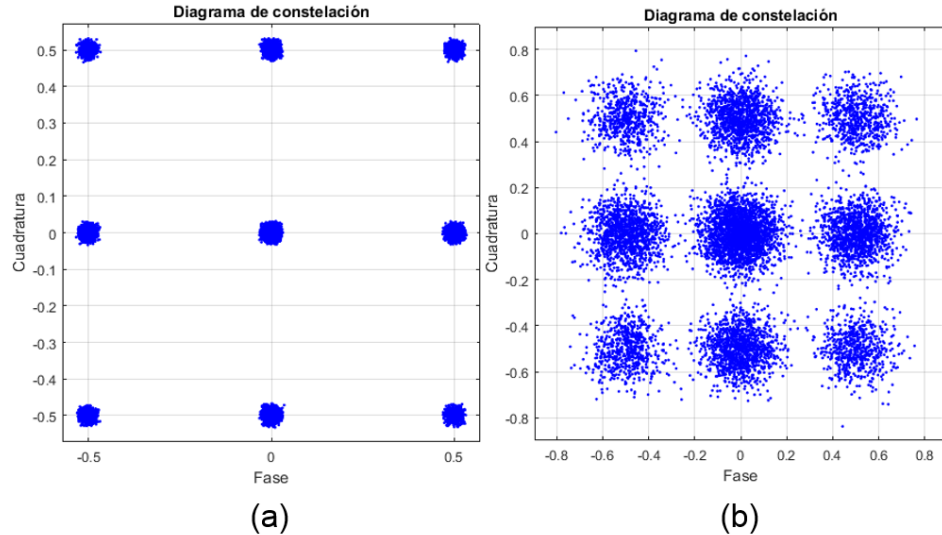 Diagrama de constelación
0.5
0.4
0.3
0.2
0.1
0
-0.1
-0.2
-0.3
-0.4
-0.5
Cuadratura
-0.5 0 0.5
Fase
(a)
Diagrama de constelación
0.8
0.6
0.4
0.2
0
-0.2
-0.4
-0.6
-0.8
Cuadratura
-0.8 -0.6 -0.4 -0.2 0 0.2 0.4 0.6 0.8
Fase
(b)